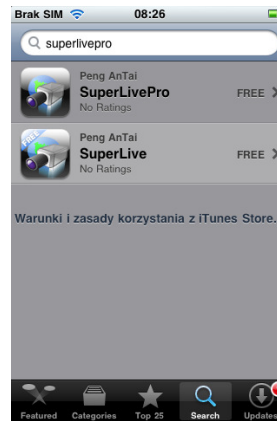 Brak SIM 08:26
superlivepro
Peng AnTai
SuperLivePro
FREE
No Ratings
Peng AnTai
SuperLive
FREE
No Ratings
Warunki i zasady korzystania z iTunes Store.
Featured Categories Top 25 Search Updates